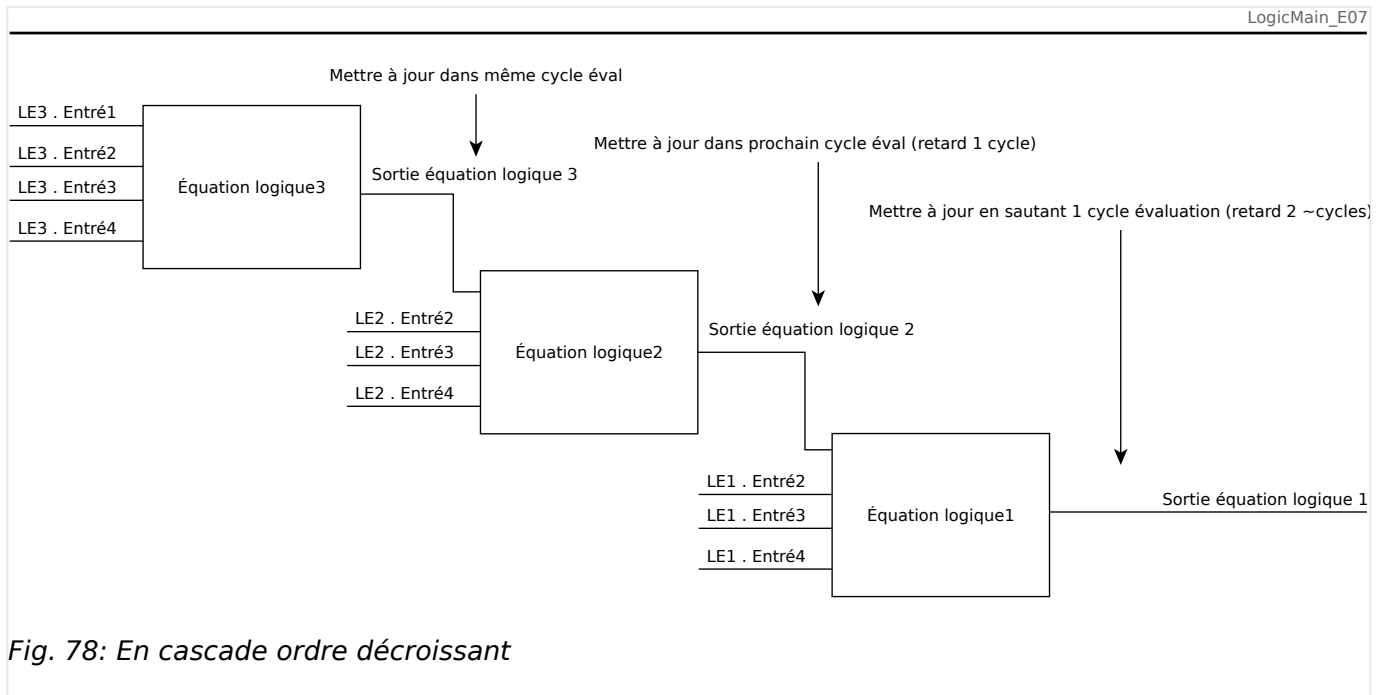 LogicMain_E07
Mettre à jour dans même cycle éval
LE3 . Entré1
Mettre à jour dans prochain cycle éval (retard 1 cycle)
LE3 . Entré2
Sortie équation logique 3
LE3 . Entré3
Équation logique3
Mettre à jour en sautant 1 cycle évaluation (retard 2 ~cycles)
LE3 . Entré4
LE2 . Entré2
Sortie équation logique 2
LE2 . Entré3
Équation logique2
LE2 . Entré4
LE1 . Entré2
Sortie équation logique 1
LE1 . Entré3
Équation logique1
LE1 . Entré4
Fig. 78: En cascade ordre décroissant